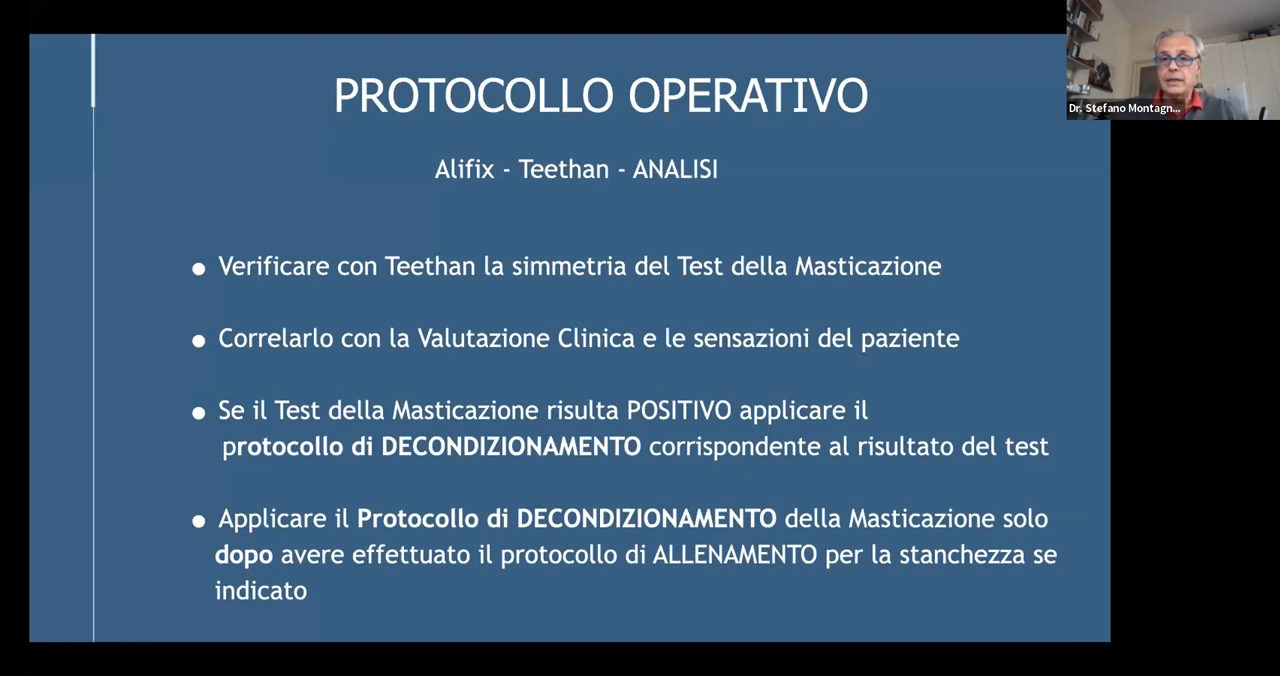 PROTOCOLLO OPERATIVO
Dr. Stefano Montagn...
Alifix - Teethan - ANALISI
● Verificare con Teethan la simmetria del Test della Masticazione
● Correlarlo con la Valutazione Clinica e le sensazioni del paziente
● Se il Test della Masticazione risulta POSITIVO applicare il
protocollo di DECONDIZIONAMENTO corrispondente al risultato del test
● Applicare il Protocollo di DECONDIZIONAMENTO della Masticazione solo
dopo avere effettuato il protocollo di ALLENAMENTO per la stanchezza se
indicato